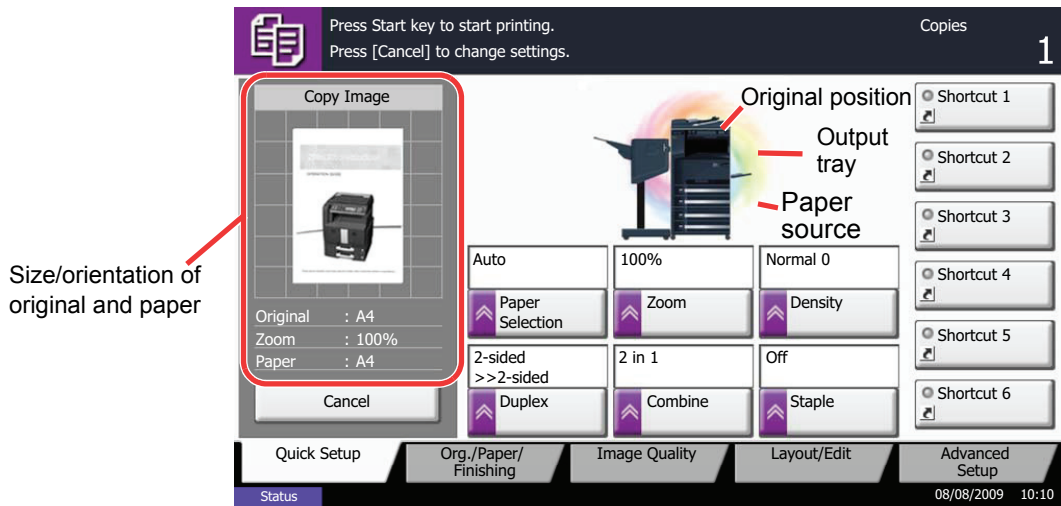 Press Start key to start printing.
Press [Cancel] to change settings.
Copies
1
Copy Image
OPERATION GUIDE
Original : A4
Zoom : 100%
Paper : A4
Cancel
Size/orientation of
original and paper
Original position
Output
tray
Paper
source
Auto
Paper
Selection
100%
Zoom
Normal 0
Density
2-sided
>>2-sided
Duplex
2 in 1
Combine
Off
Staple
Shortcut 1
Shortcut 2
Shortcut 3
Shortcut 4
Shortcut 5
Shortcut 6
Quick Setup
Org./Paper/
Finishing
Image Quality
Layout/Edit
Advanced
Setup
Status
08/08/2009 10:10